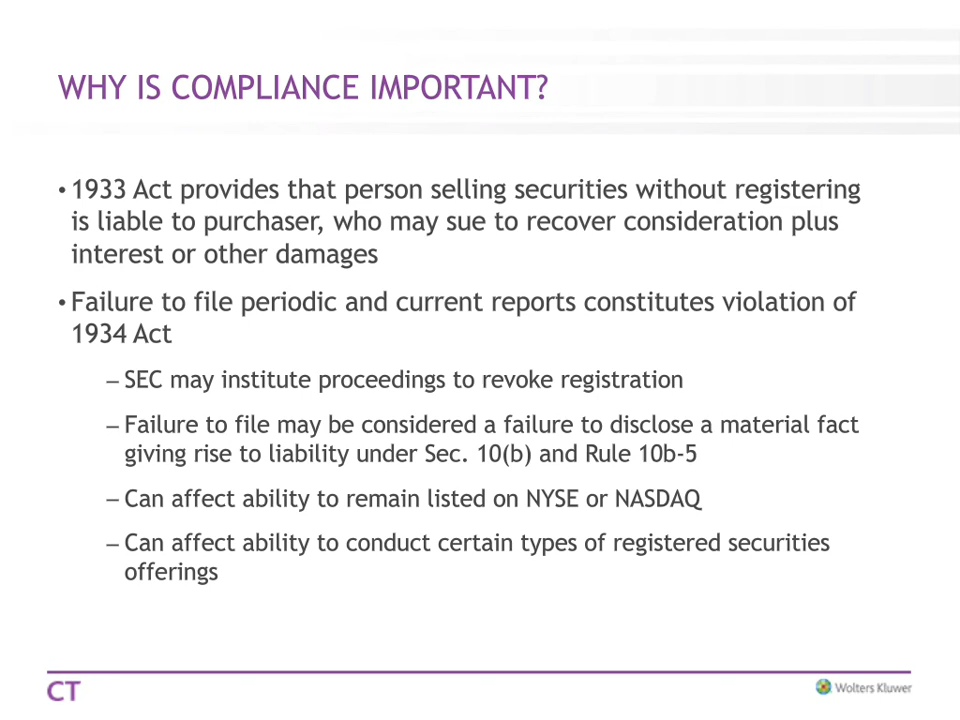 WHY IS COMPLIANCE IMPORTANT?
• 1933 Act provides that person selling securities without registering
is liable to purchaser, who may sue to recover consideration plus
interest or other damages
• Failure to file periodic and current reports constitutes violation of
1934 Act
– SEC may institute proceedings to revoke registration
– Failure to file may be considered a failure to disclose a material fact
giving rise to liability under Sec. 10(b) and Rule 10b-5
– Can affect ability to remain listed on NYSE or NASDAQ
– Can affect ability to conduct certain types of registered securities
offerings
CT
Wolters Kluwer